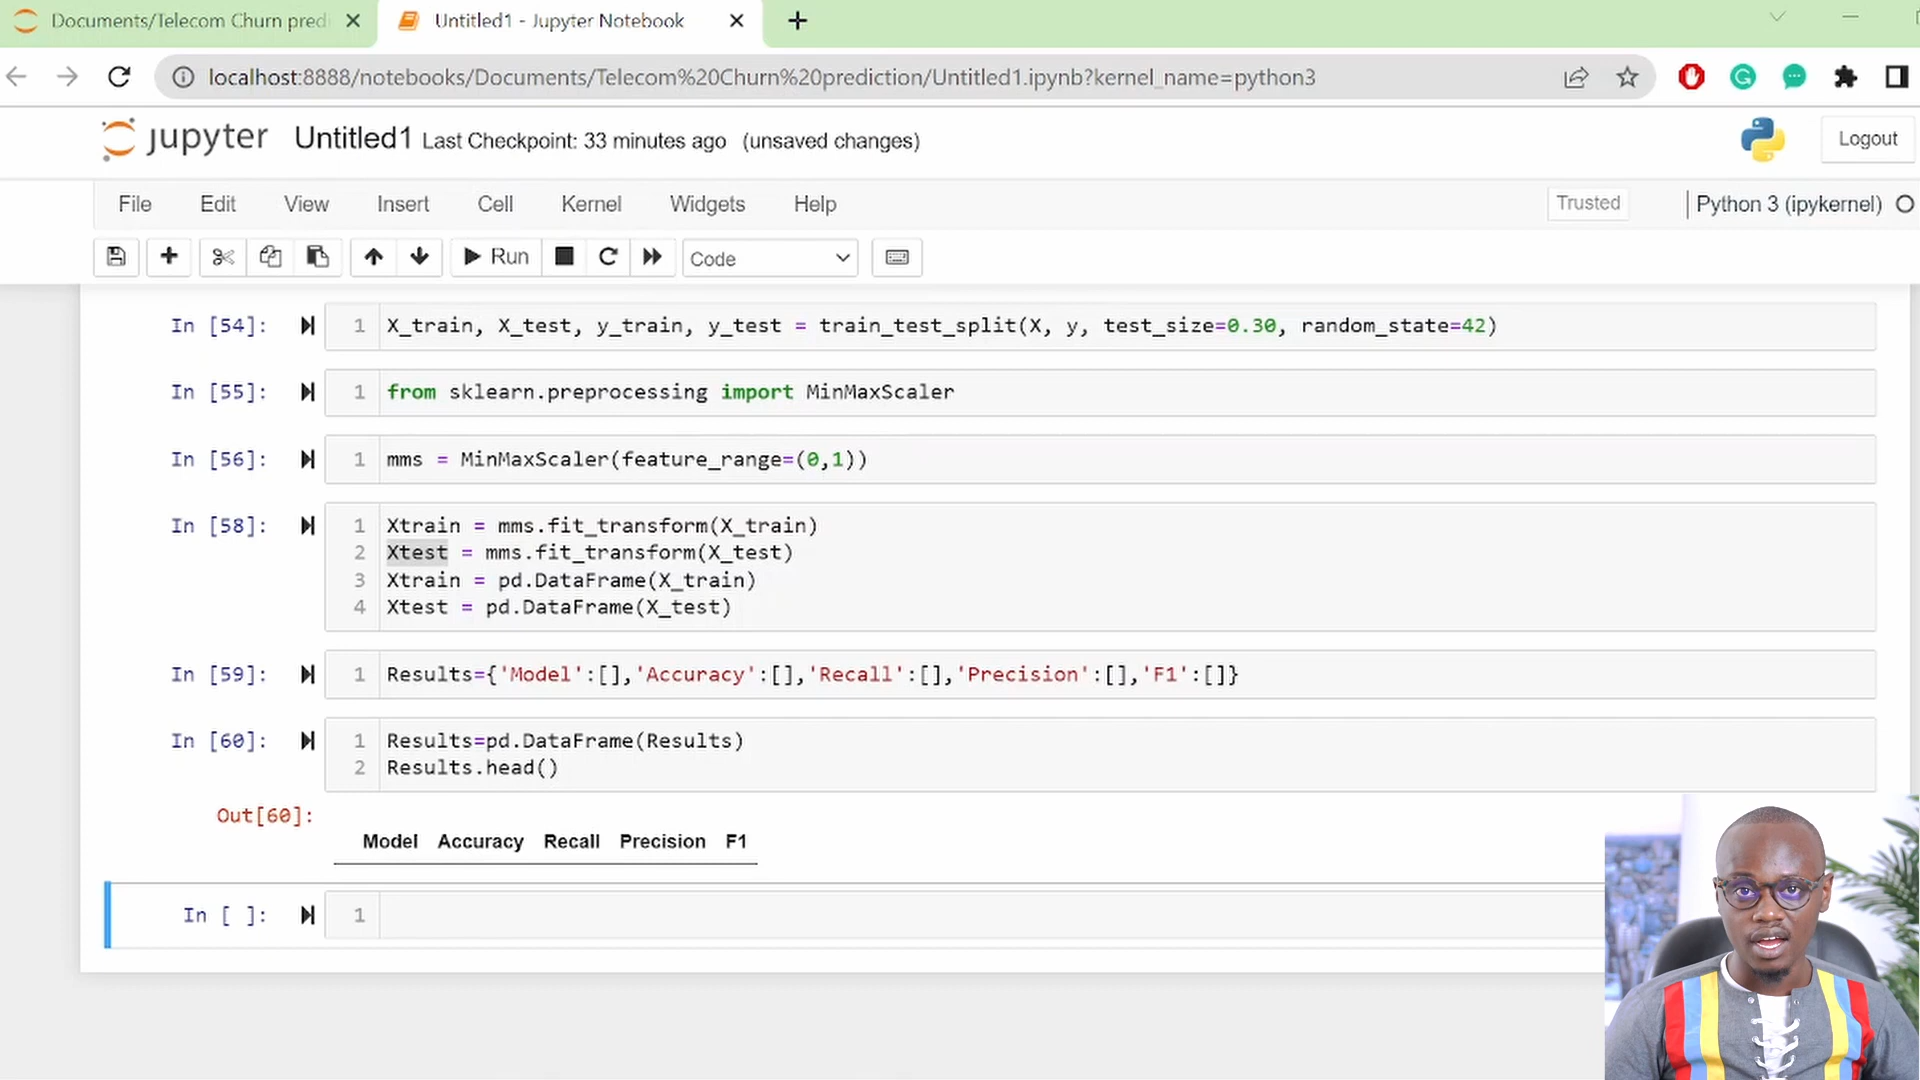 Documents/Telecom Churn pred
Untitled1 - Jupyter Notebook
localhost:8888/notebooks/Documents/Telecom%20Churn%20prediction/Untitled1.ipynb?kernel_name=python3
jupyter Untitled1 Last Checkpoint: 33 minutes ago (unsaved changes)
Logout
File Edit View Insert Cell Kernel Widgets Help
Trusted
Python 3 (ipykernel)
Run
Code
In [54]: 1 X_train, X_test, y_train, y_test = train_test_split(X, y, test_size=0.30, random_state=42)
In [55]: 1 from sklearn.preprocessing import MinMaxScaler
In [56]: 1 mms = MinMaxScaler(feature_range=(0,1))
In [58]: 1 Xtrain = mms.fit_transform(X_train)
2 Xtest = mms.fit_transform(X_test)
3 Xtrain = pd.DataFrame(X_train)
4 Xtest = pd.DataFrame(X_test)
In [59]: 1 Results={'Model':[],'Accuracy':[],'Recall':[],'Precision':[],'F1':[]}
In [60]: 1 Results=pd.DataFrame(Results)
2 Results.head()
Out[60]:
Model Accuracy Recall Precision F1
In [ ]: 1